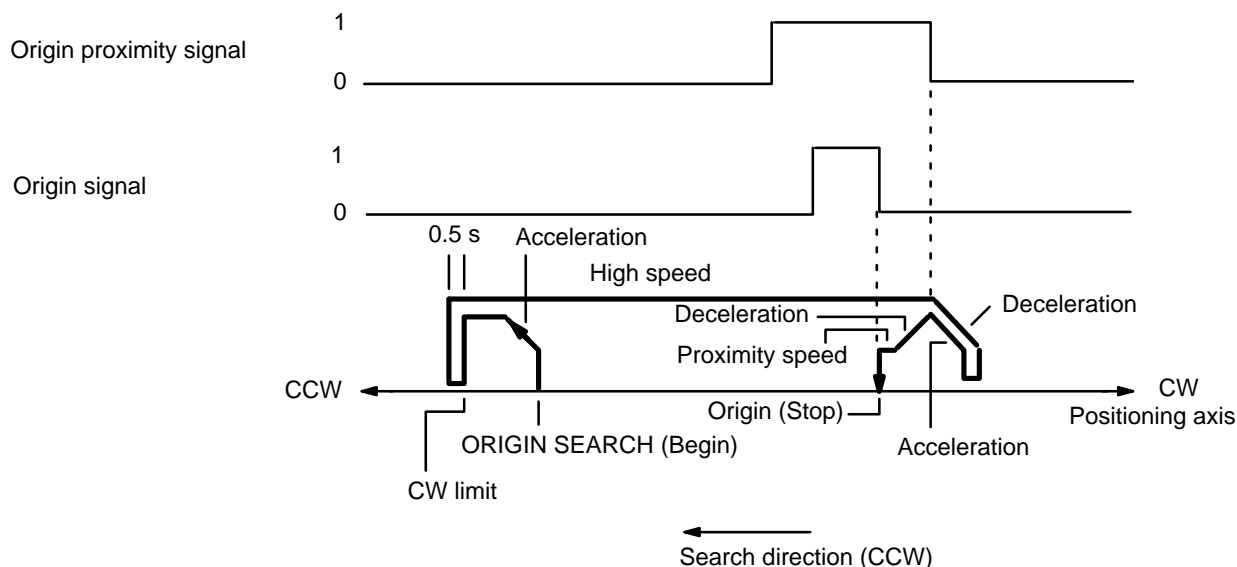 1
Origin proximity signal
0
1
Origin signal
0
0.5 s
Acceleration
High speed
Deceleration
Deceleration
Proximity speed
CCW
CW
Origin (Stop)
Positioning axis
ORIGIN SEARCH (Begin)
Acceleration
CW limit
Search direction (CCW)